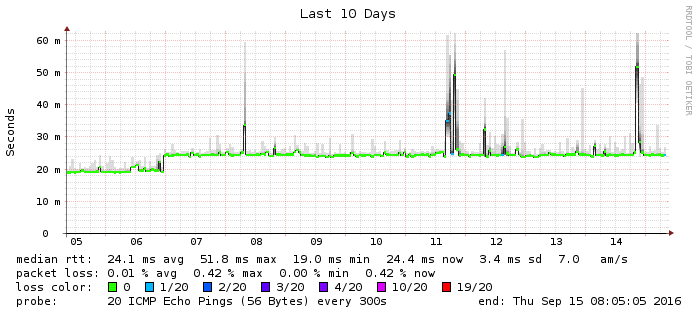 Last 10 Days
RRDTOOL / TOBI OETIKER
Seconds
60 m
50 m
40 m
30 m
20 m
10 m
0
05 06 07 08 09 10 11 12 13 14
median rtt: 24.1 ms avg 51.8 ms max 19.0 ms min 24.4 ms now 3.4 ms sd 7.0 am/s
packet loss: 0.01 % avg 0.42 % max 0.00 % min 0.42 % now
loss color: 0 1/20 2/20 3/20 4/20 10/20 19/20
probe: 20 ICMP Echo Pings (56 Bytes) every 300s end: Thu Sep 15 08:05:05 2016